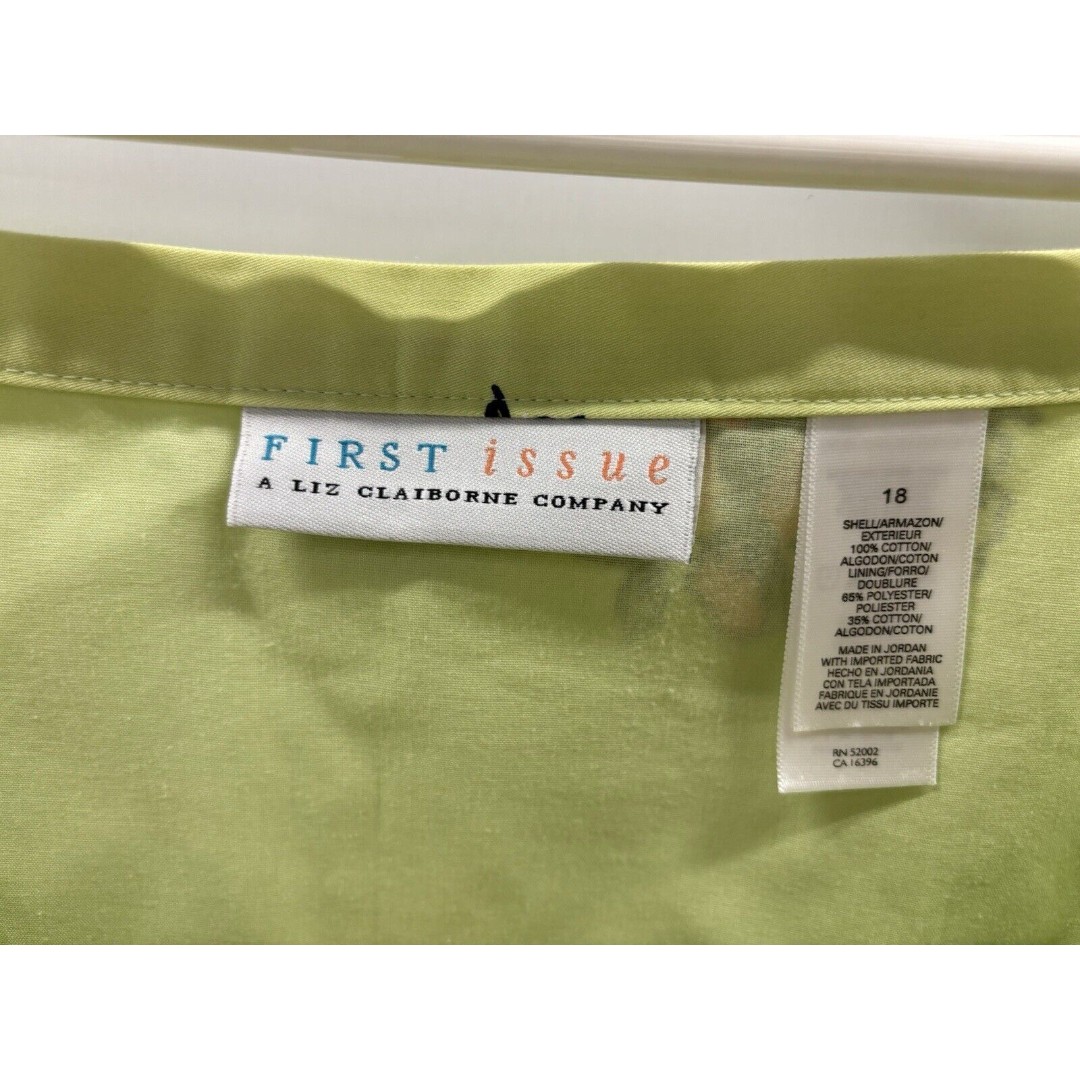 FIRST issue
A LIZ CLAIBORNE COMPANY
18
SHELL/ARMAZON/
EXTERIEUR
100% COTTON/
ALGODON/COTON
LINING/FORRO/
DOUBLURE
65% POLYESTER/
POLIESTER
35% COTTON/
ALGODON/COTON
MADE IN JORDAN
WITH IMPORTED FABRIC
HECHO EN JORDANIA
CON TELA IMPORTADA
FABRIQUE EN JORDANIE
AVEC DU TISSU IMPORTE
RN 52002
CA 16396